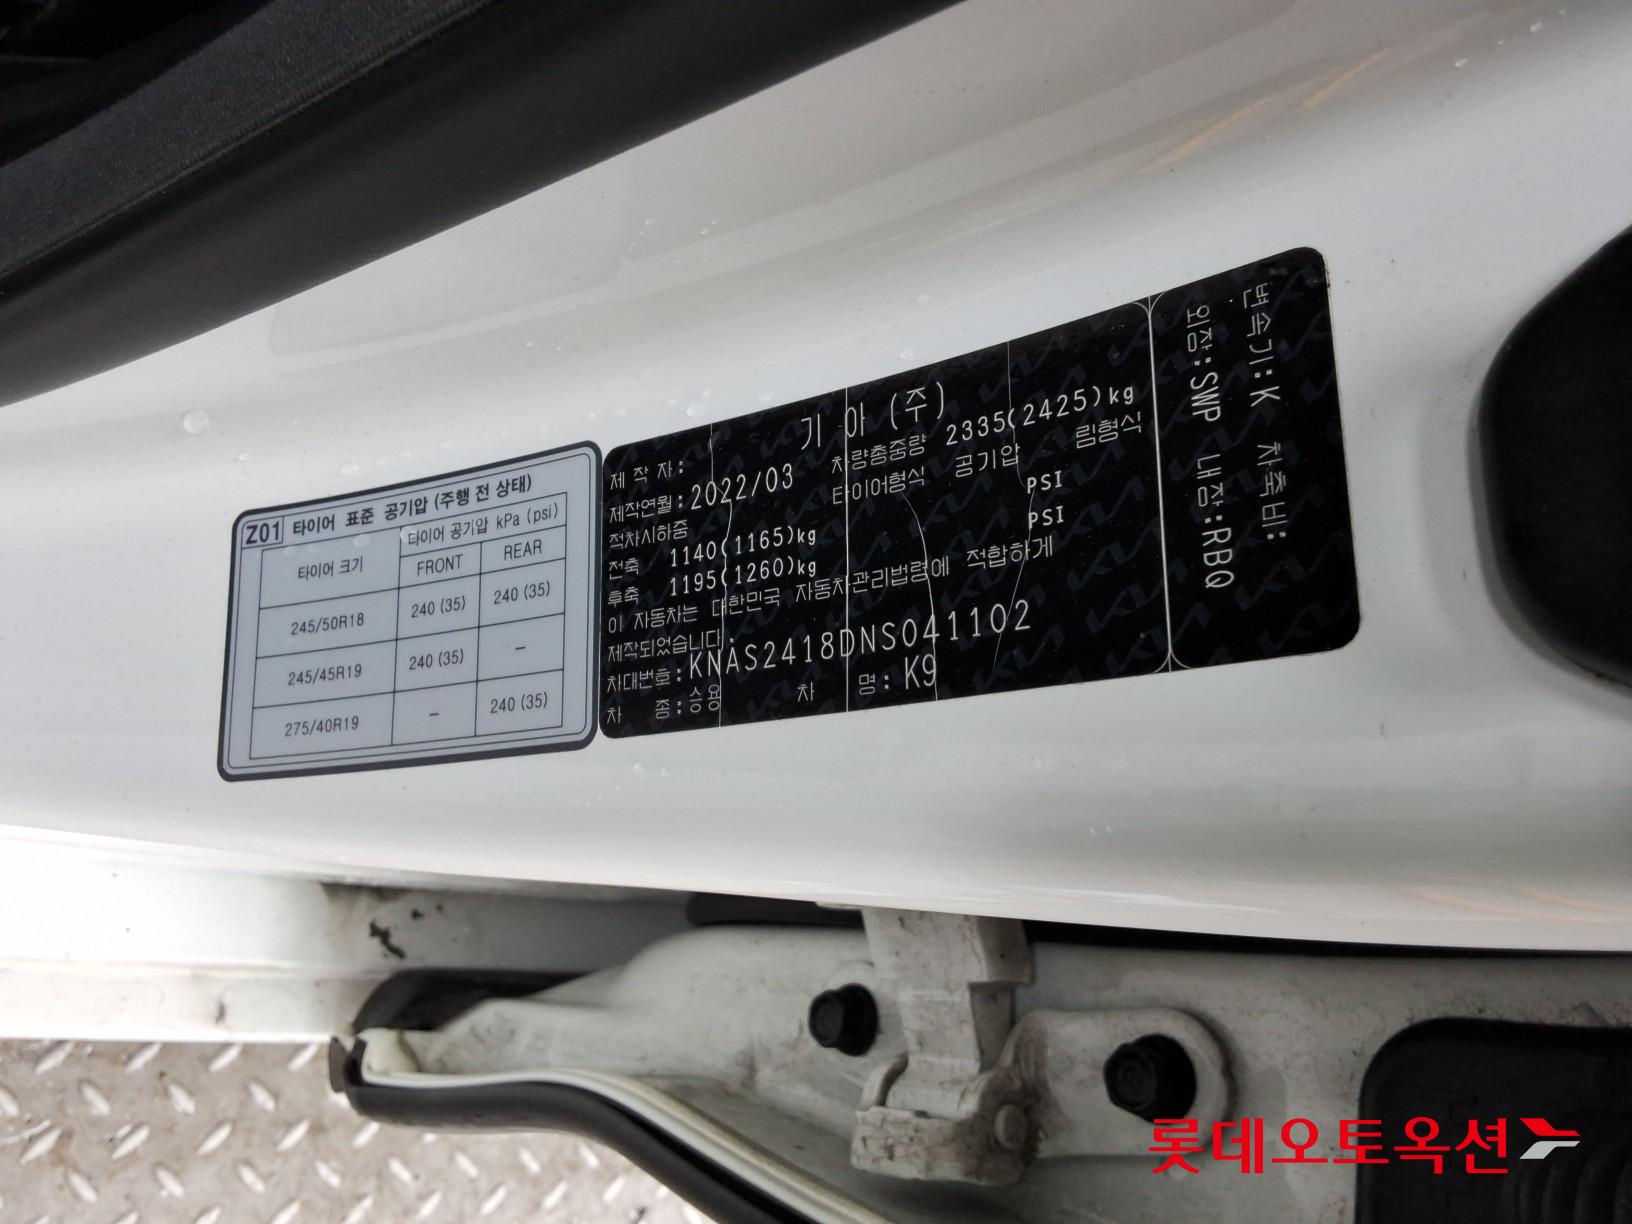 Z01 타이어 표준 공기압 (주행 전 상태)
타이어 크기 타이어 공기압 kPa (psi)
FRONT REAR
245/50R18 240 (35) 240 (35)
245/45R19 240 (35) –
275/40R19 – 240 (35)
제 작 자: 기 아 (주)
제작연월:2022/03 차량총중량 2335(2425)kg
적차시하중 타이어형식 공기압 림형식
전축 1140(1165)kg PSI
후축 1195(1260)kg PSI
이 자동차는 대한민국 자동차관리법령에 적합하게
제작되었습니다.
차대번호:KNAS2418DNS041102
차 종:승용 차 명:K9
변속기:K 차축비:
외장:SWP 내장:RBQ
롯데오토옥션